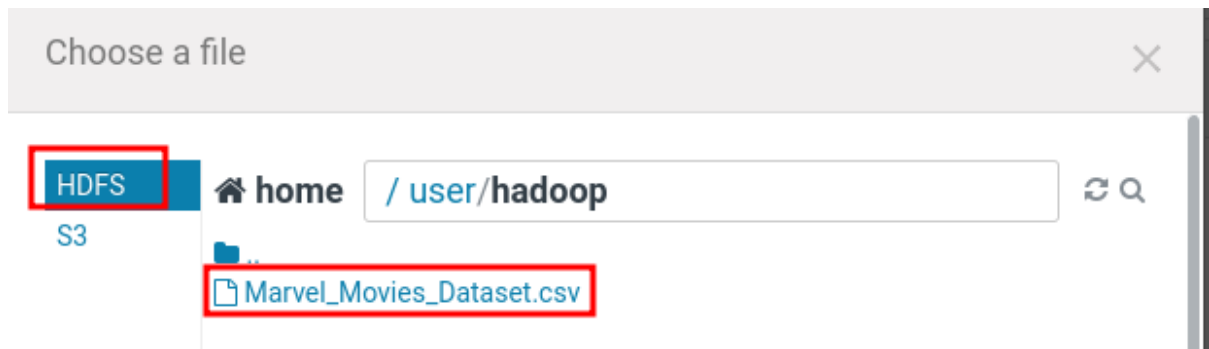 Choose a file
HDFS
home / user/hadoop
S3
..
Marvel_Movies_Dataset.csv